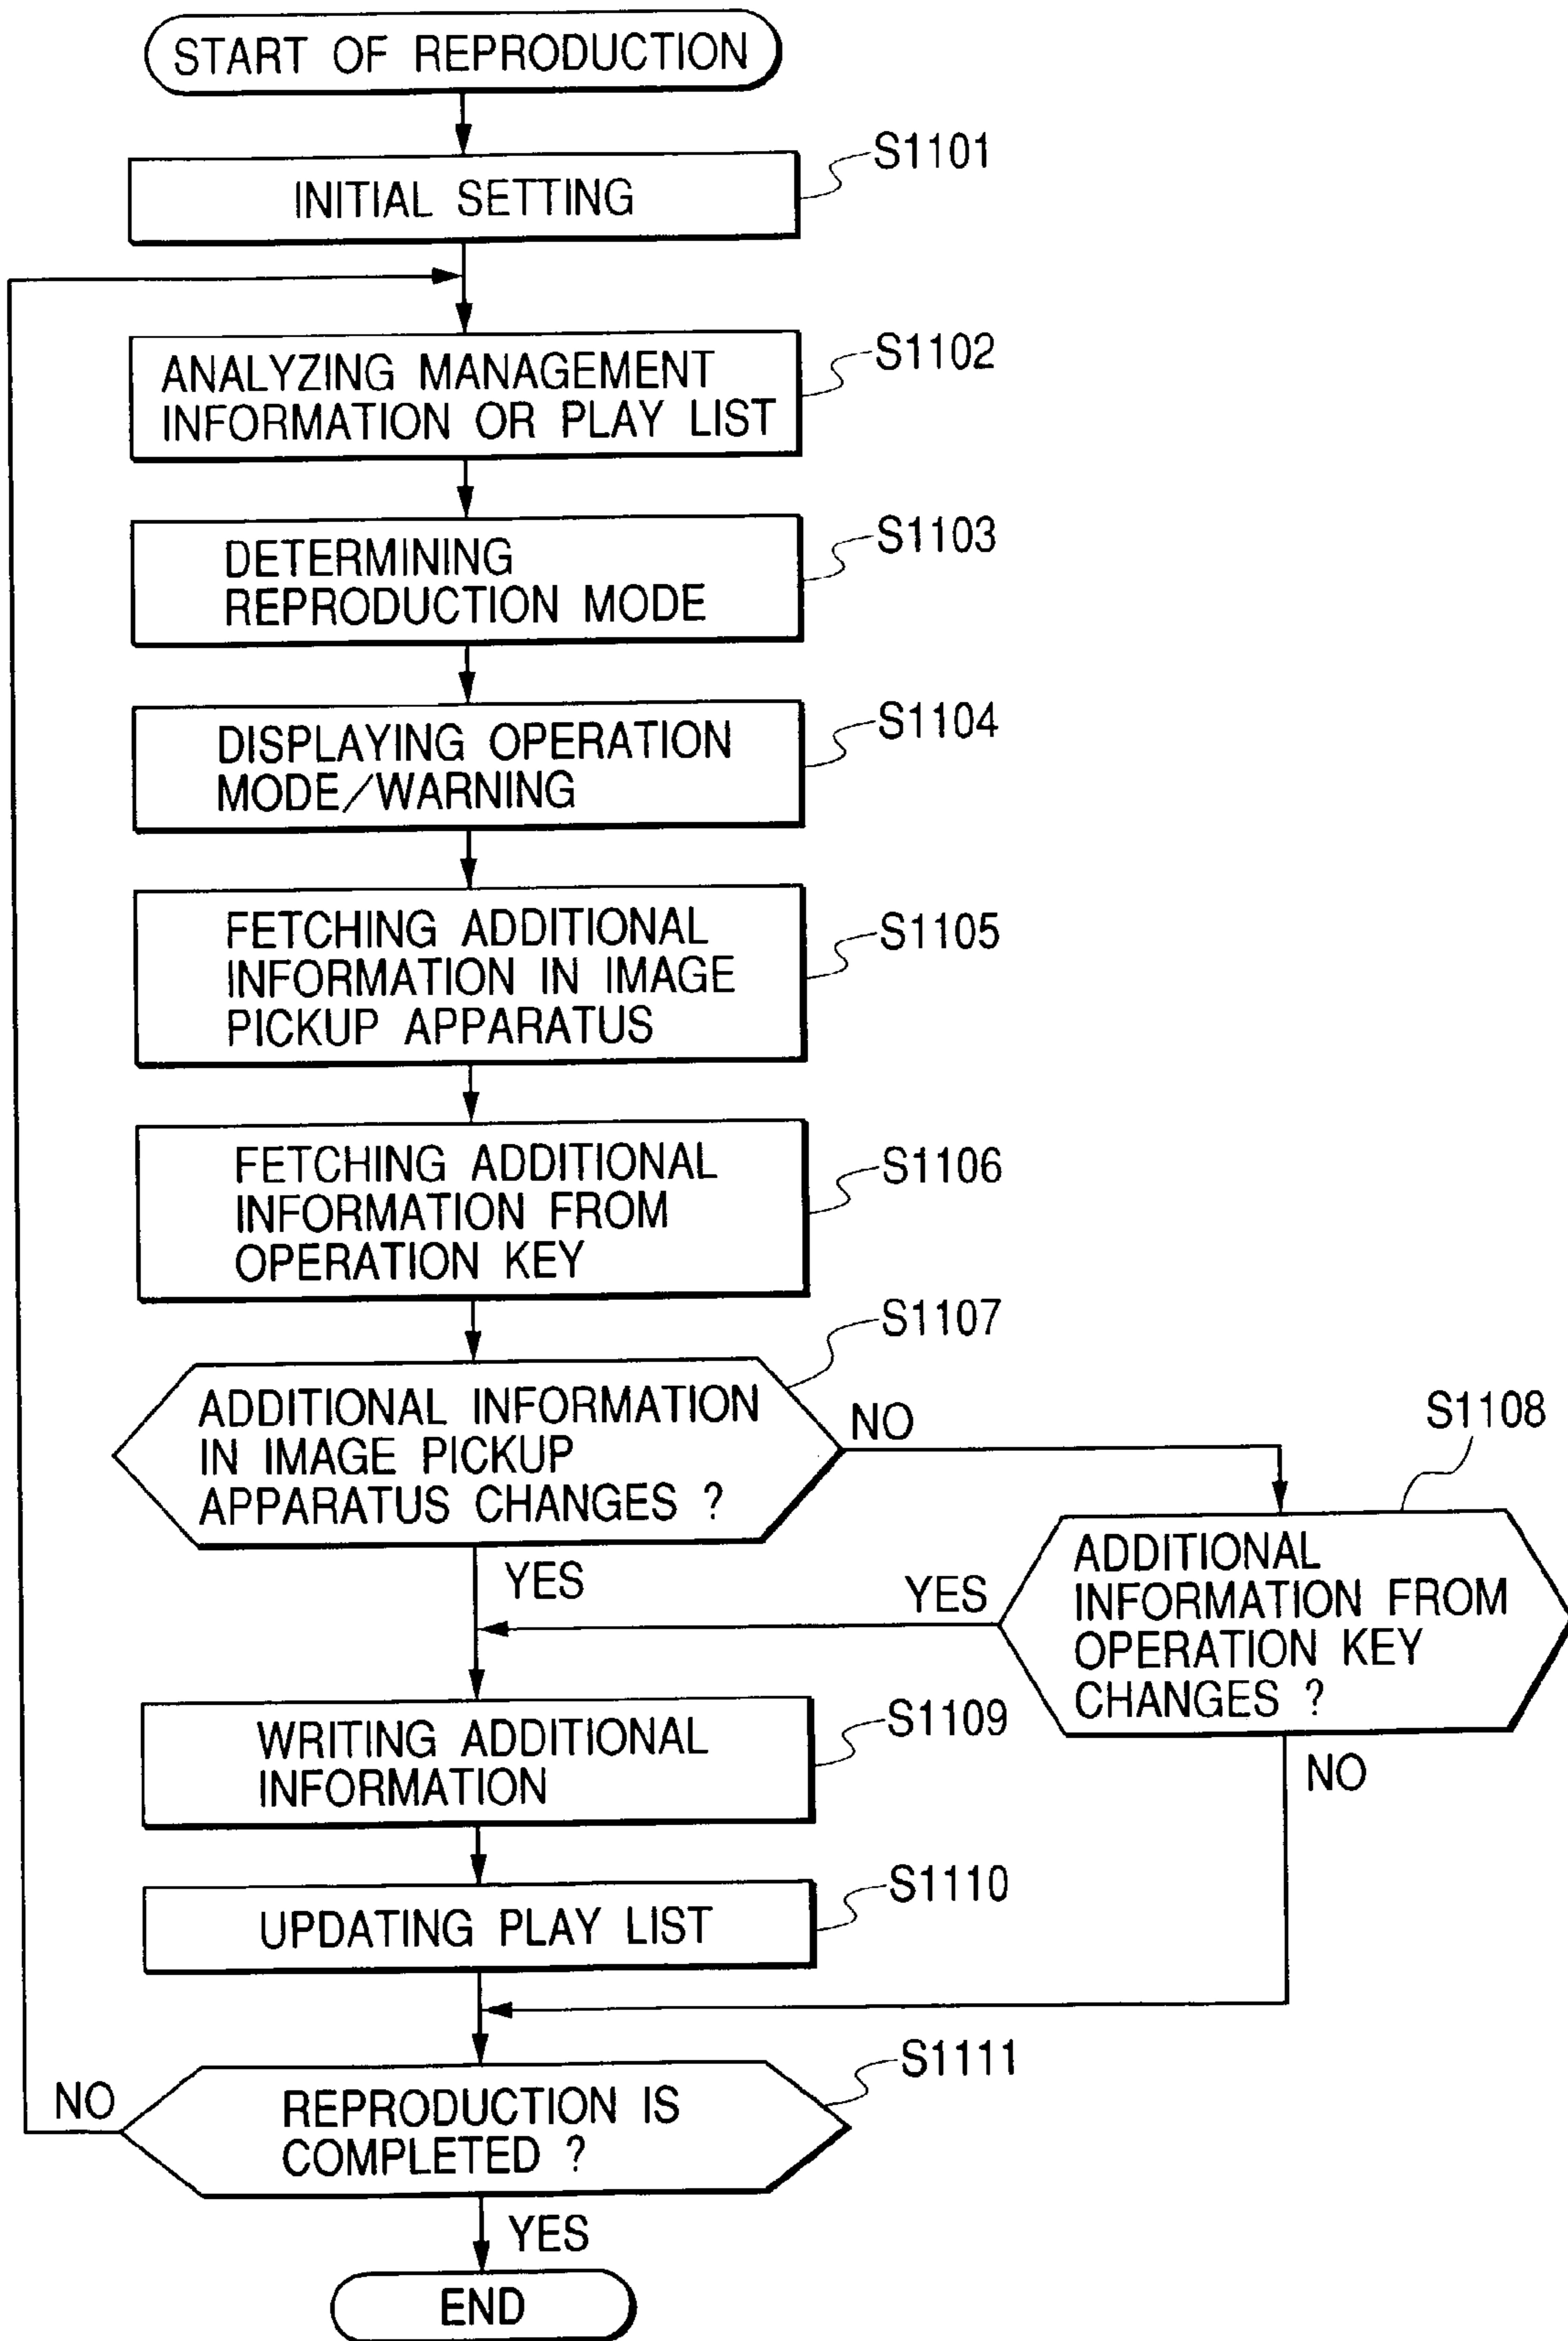 START OF REPRODUCTION
S1101
INITIAL SETTING
S1102
ANALYZING MANAGEMENT
INFORMATION OR PLAY LIST
S1103
DETERMINING
REPRODUCTION MODE
S1104
DISPLAYING OPERATION
MODE/WARNING
S1105
FETCHING ADDITIONAL
INFORMATION IN IMAGE
PICKUP APPARATUS
S1106
FETCHING ADDITIONAL
INFORMATION FROM
OPERATION KEY
S1107
ADDITIONAL INFORMATION
IN IMAGE PICKUP
APPARATUS CHANGES ?
NO
YES
S1108
ADDITIONAL
INFORMATION FROM
OPERATION KEY
CHANGES ?
YES
NO
S1109
WRITING ADDITIONAL
INFORMATION
S1110
UPDATING PLAY LIST
S1111
REPRODUCTION IS
COMPLETED ?
NO
YES
END